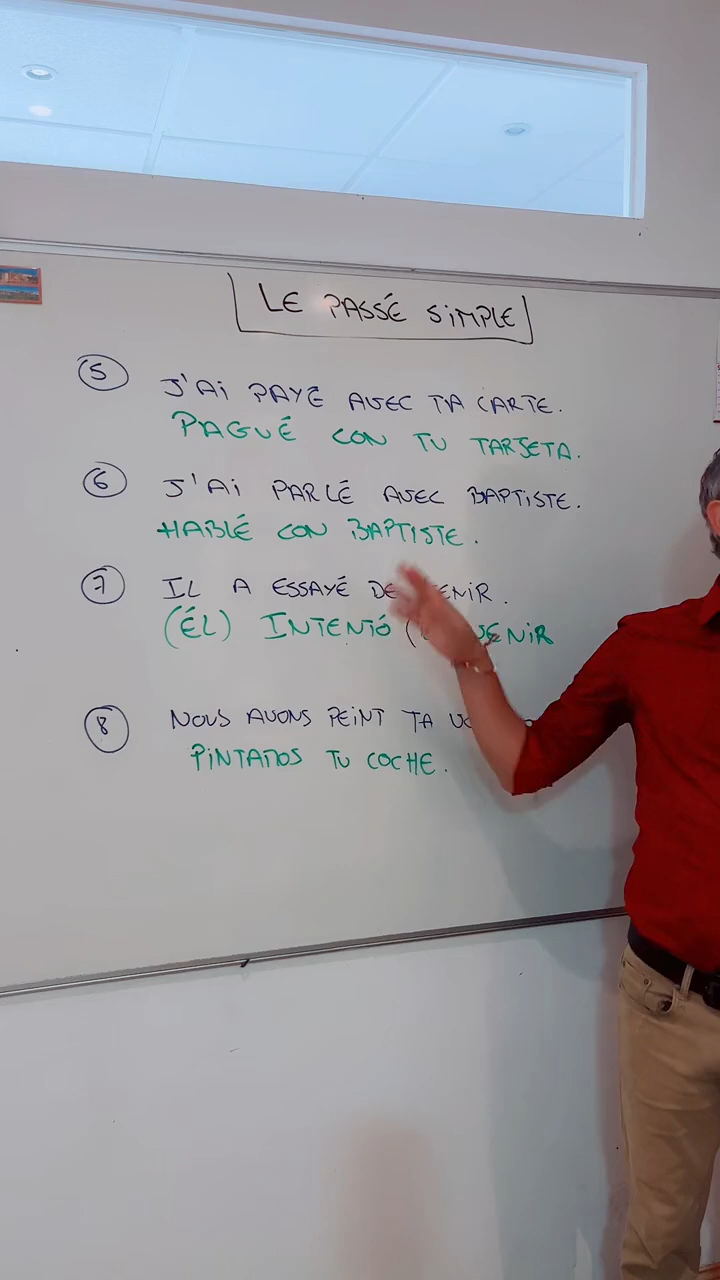 LE PASSÉ SIMPLE
5 J'AI PAYÉ AVEC TA CARTE.
PAGUÉ CON TU TARJETA.
6 J'AI PARLÉ AVEC BAPTISTE.
HABLÉ CON BAPTISTE.
7 IL A ESSAYÉ DE
(ÉL) INTENTÓ
8 NOUS AVONS PEINT TA
TU COCHE.